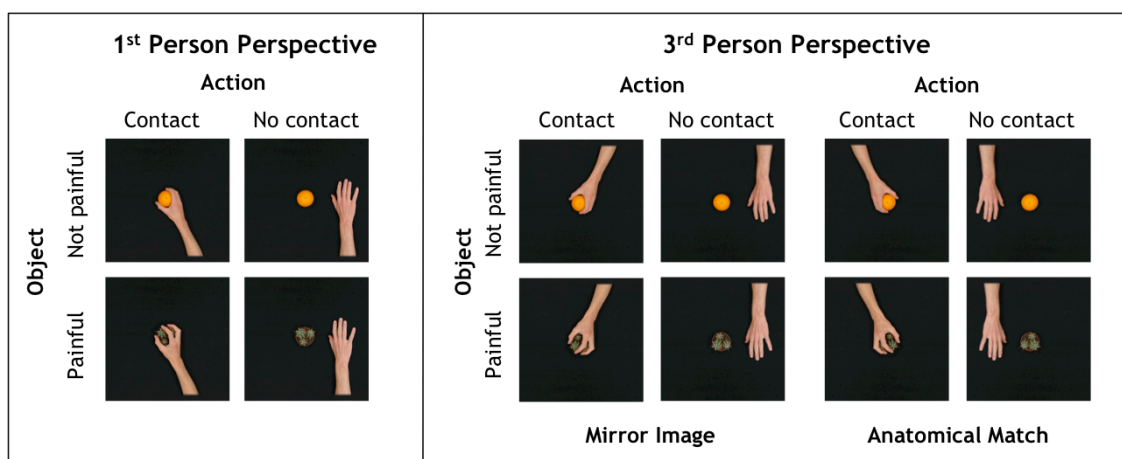 1st Person Perspective
Action
Contact No contact
Object
Not painful
Painful
3rd Person Perspective
Action Action
Contact No contact Contact No contact
Object
Not painful
Painful
Mirror Image Anatomical Match